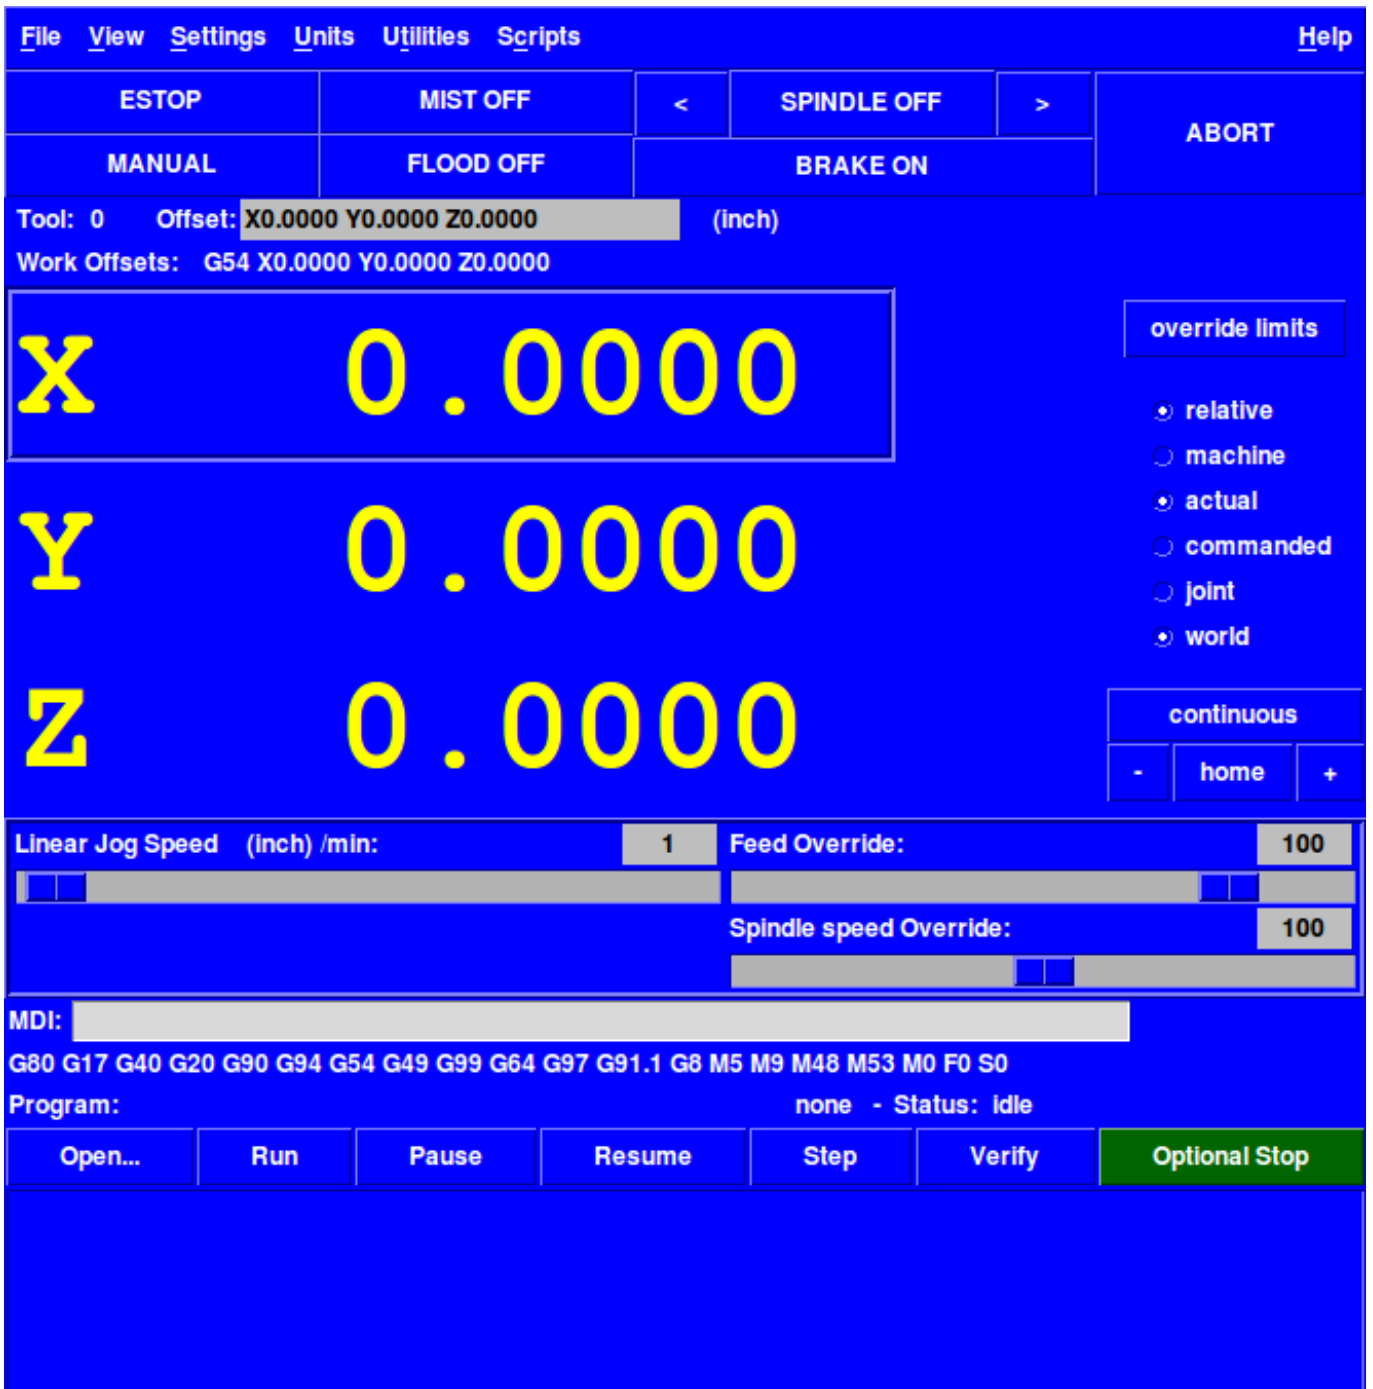 File View Settings Units Utilities Scripts Help
ESTOP MIST OFF < SPINDLE OFF > ABORT
MANUAL FLOOD OFF BRAKE ON
Tool: 0 Offset: X0.0000 Y0.0000 Z0.0000 (inch)
Work Offsets: G54 X0.0000 Y0.0000 Z0.0000
X 0.0000
Y 0.0000
Z 0.0000
override limits
relative
machine
actual
commanded
joint
world
continuous
- home +
Linear Jog Speed (inch) /min: 1 Feed Override: 100
Spindle speed Override: 100
MDI:
G80 G17 G40 G20 G90 G94 G54 G49 G99 G64 G97 G91.1 G8 M5 M9 M48 M53 M0 F0 S0
Program: none - Status: idle
Open... Run Pause Resume Step Verify Optional Stop